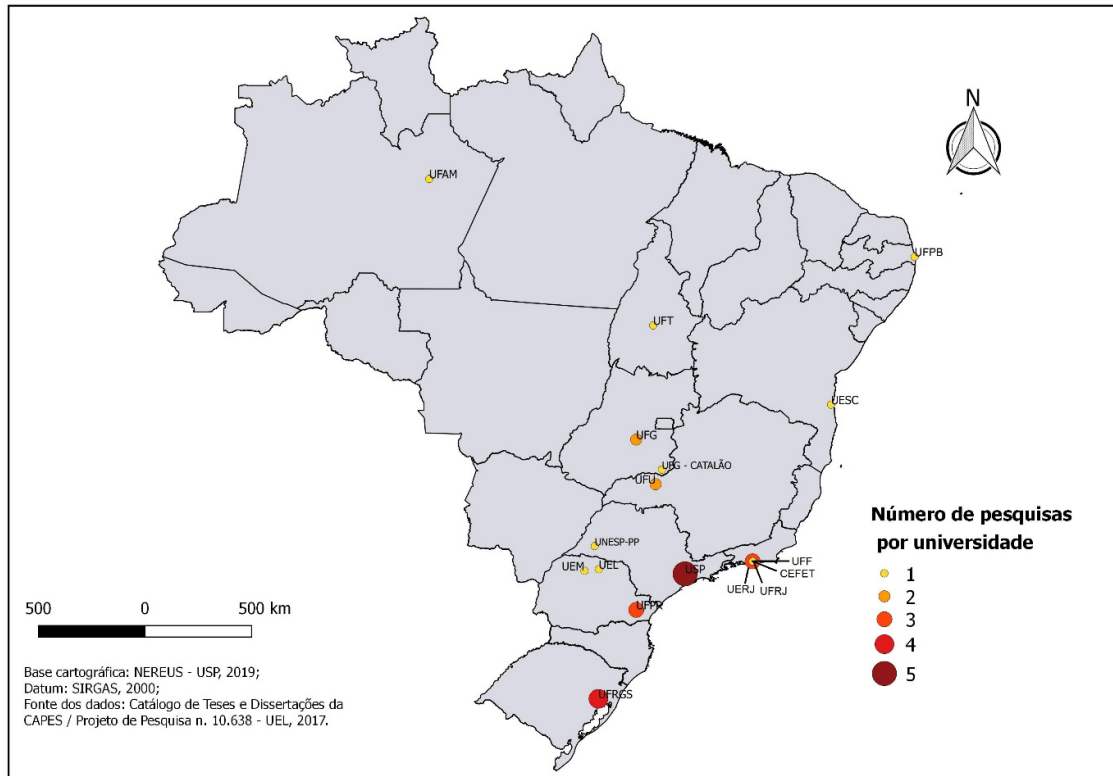 N
UFAM
UFPB
UFT
UESC
UFG
UFG - CATALÃO
UFU
UNESP-PP
UEM
UEL
USP
UFF
CEFET
UERJ
UFRJ
UFPR
UFRGS
Número de pesquisas
por universidade
1
2
3
4
5
500 0 500 km
Base cartográfica: NEREUS - USP, 2019;
Datum: SIRGAS, 2000;
Fonte dos dados: Catálogo de Teses e Dissertações da
CAPES / Projeto de Pesquisa n. 10.638 - UEL, 2017.